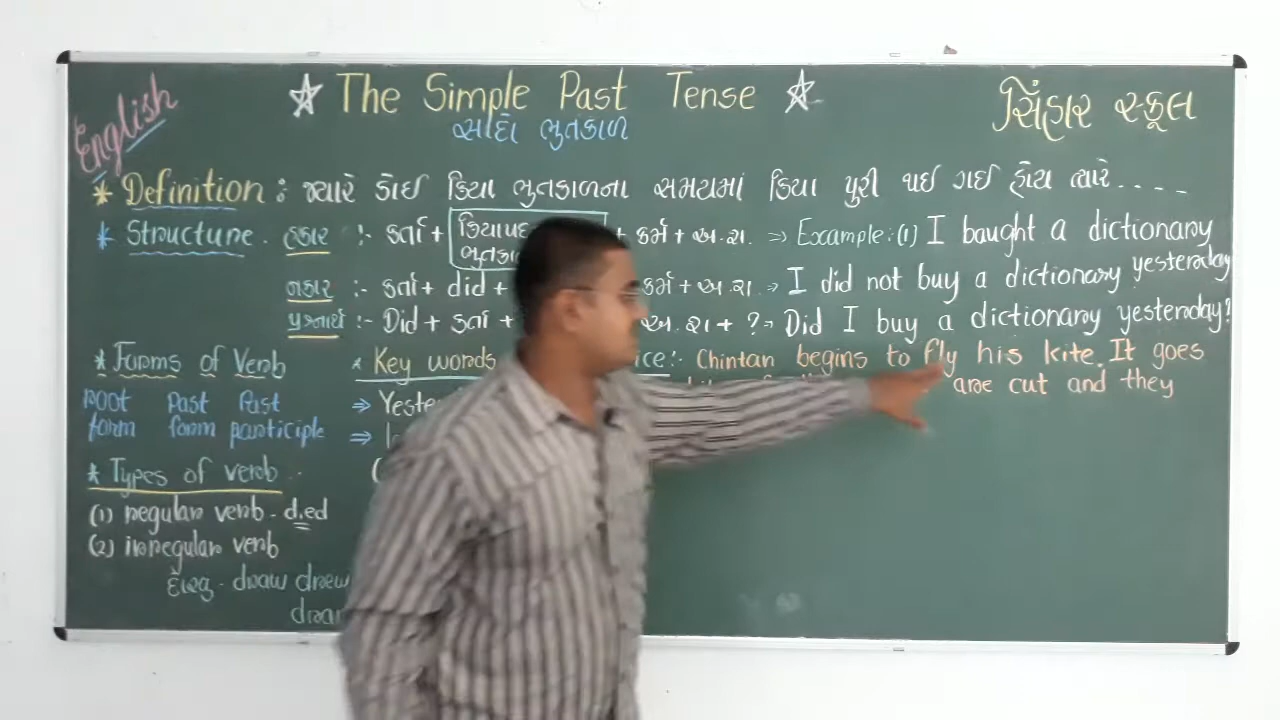 English
☆ The Simple Past Tense ☆
સાદો ભુતકાળ
સિંહાર સ્કૂલ
* Definition : જ્યારે કોઈ ક્રિયા ભુતકાળના સમયમાં ક્રિયા પુરી થઈ ગઈ હોય ત્યારે....
* Structure. હકાર :- કર્તા + ક્રિયાપદ + કર્મ + અ.શ. ⇒ Example:(1) I baught a dictionary
yesterday
નકાર :- કર્તા + did + કર્મ + અ.શ. ⇒ I did not buy a dictionary
પ્રશ્નાર્થ :- Did + કર્તા + અ.શ. + ? ⇒ Did I buy a dictionary yesterday?
* Forms of Verb
root Past Past
form form participle
* Key words
⇒
⇒
Chintan begins to fly his kite. It goes
are cut and they
* Types of verb.
(1) regular verb - d,ed
(2) irregular verb
draw drew